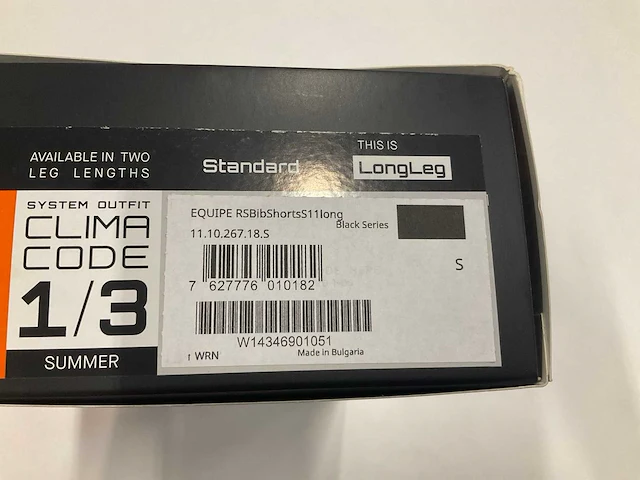 AVAILABLE IN TWO
LEG LENGTHS
Standard
THIS IS
LongLeg
SYSTEM OUTFIT
CLIMA
CODE
1/3
SUMMER
EQUIPE RSBibShortsS11long
Black Series
11.10.267.18.S
S
7 627776 010182
W14346901051
WRN
Made in Bulgaria